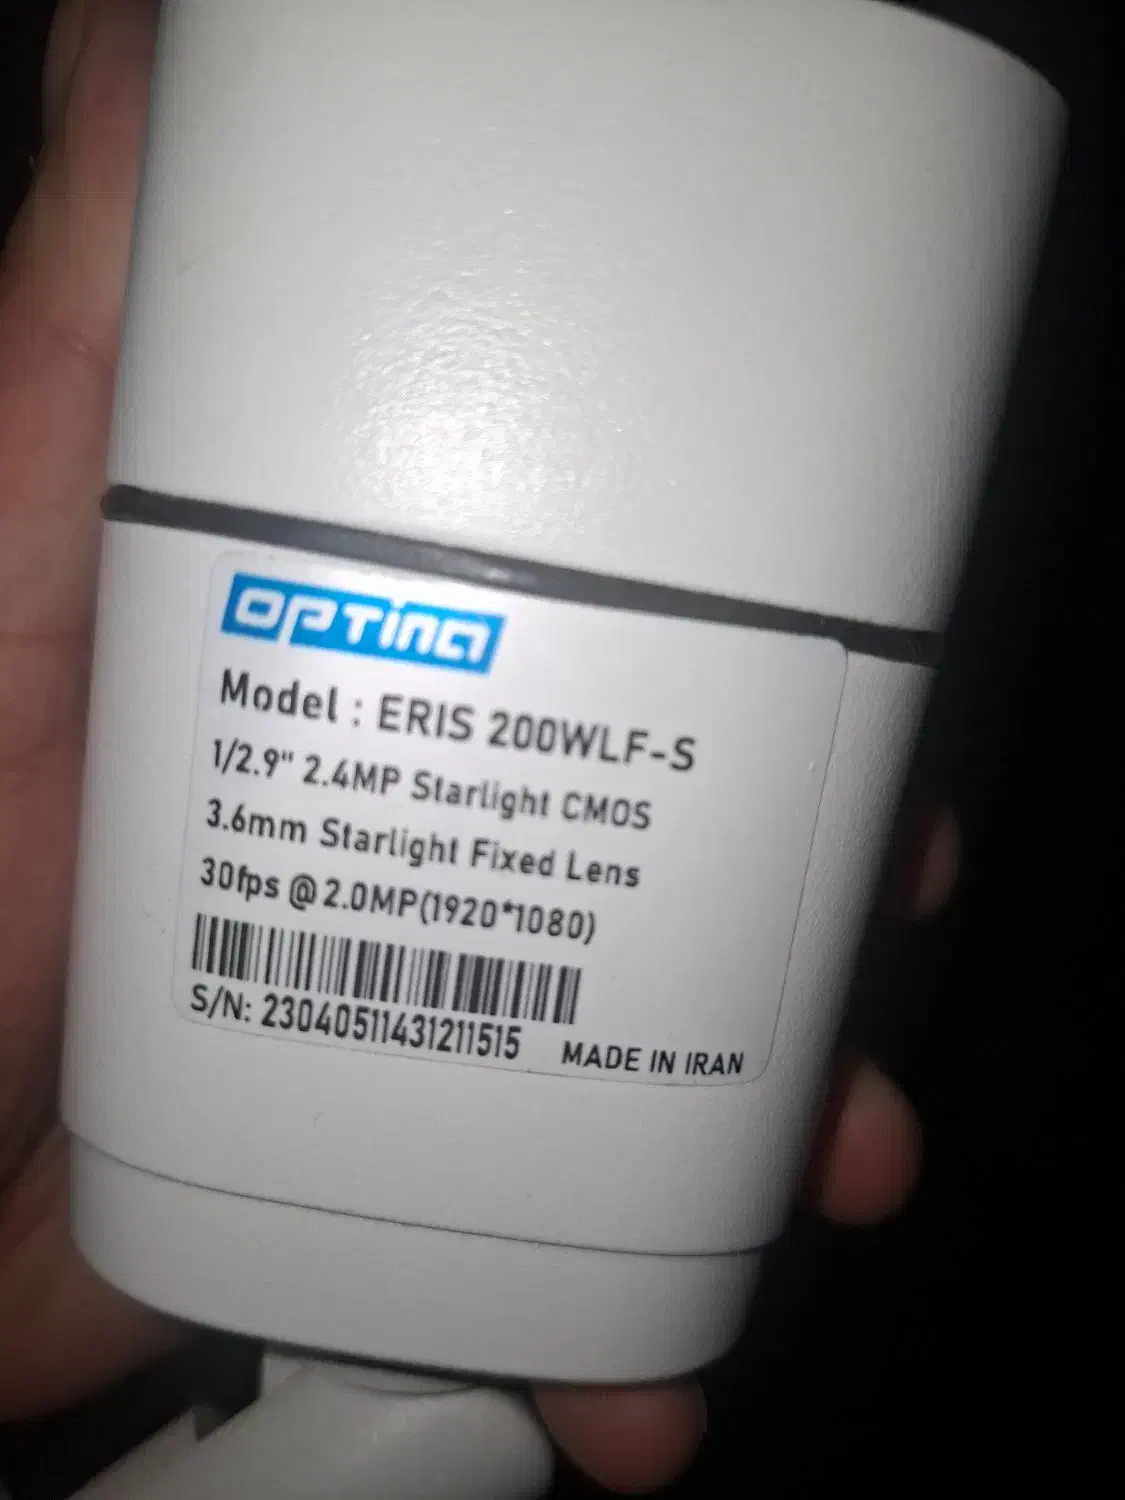 OPTINA
Model : ERIS 200WLF-S
1/2.9" 2.4MP Starlight CMOS
3.6mm Starlight Fixed Lens
30fps @ 2.0MP(1920*1080)
S/N: 23040511431211515
MADE IN IRAN